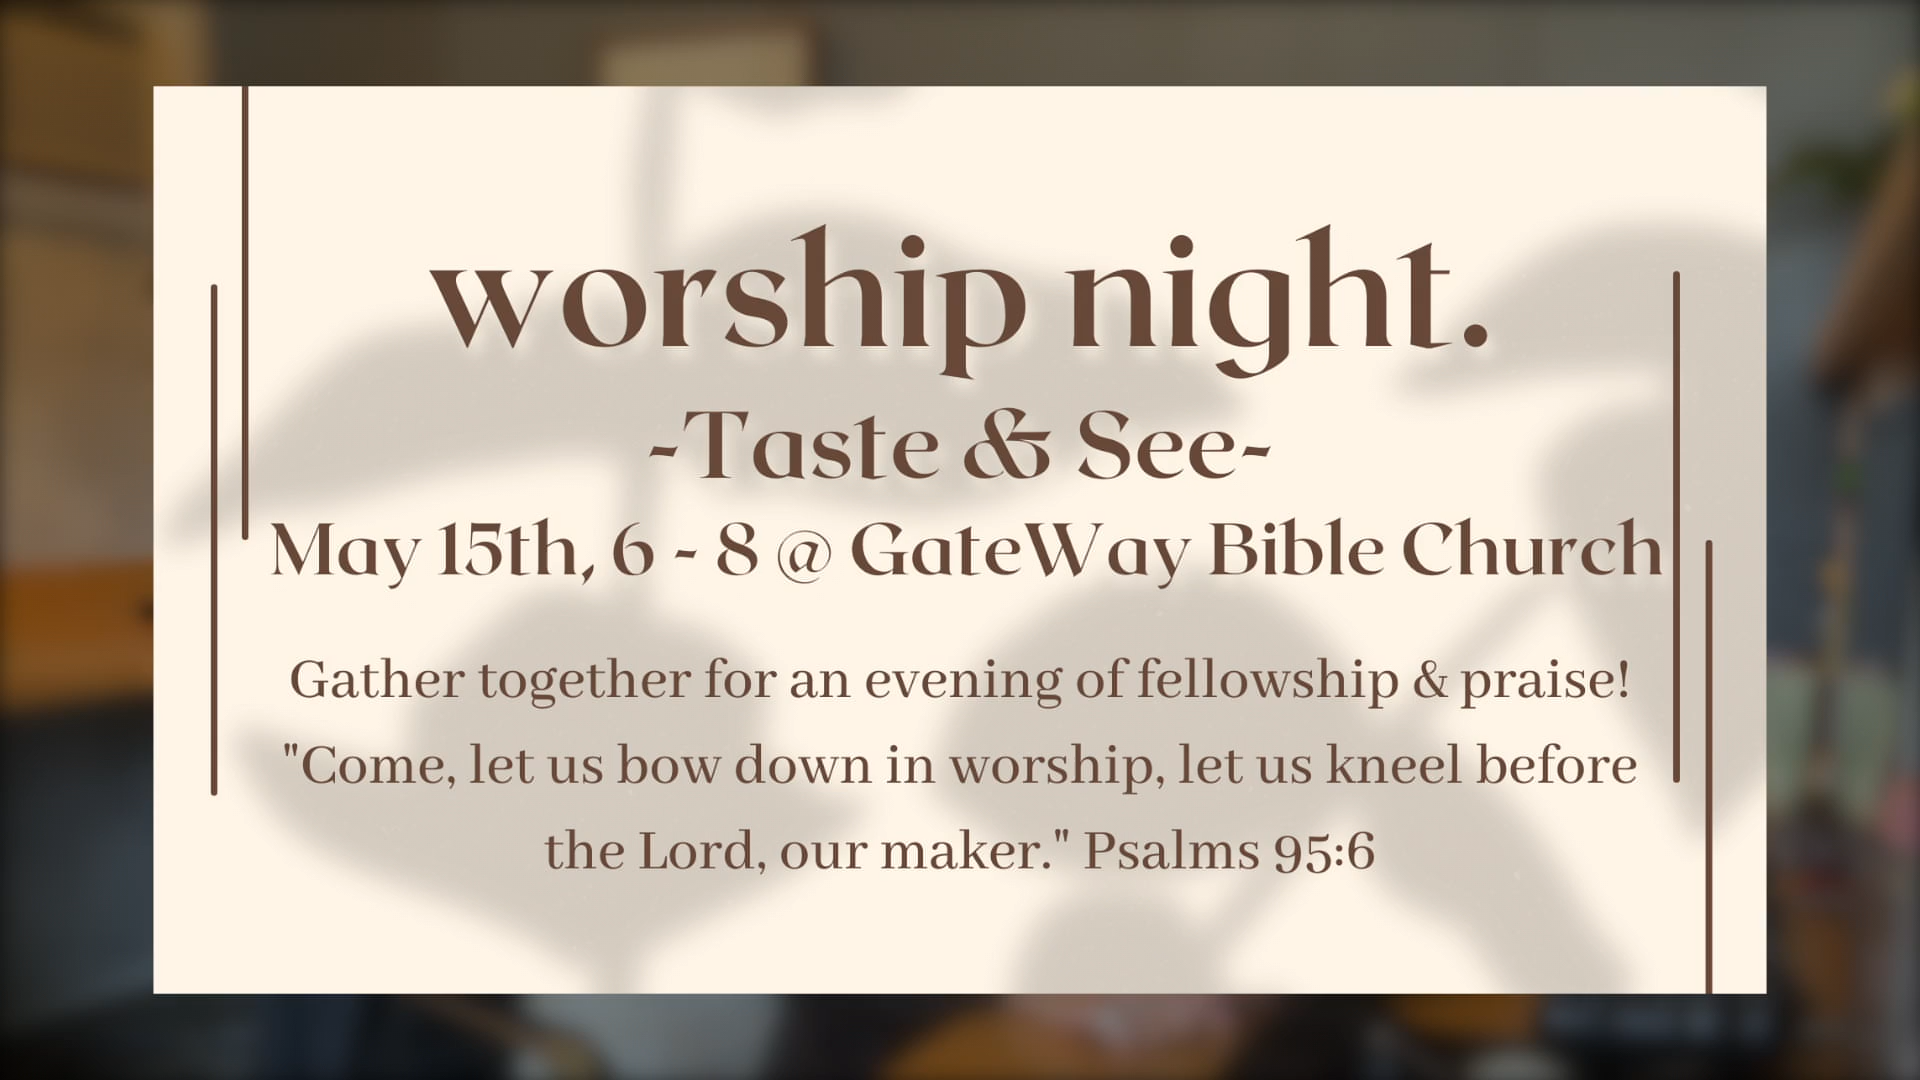 worship night.
-Taste & See-
May 15th, 6 - 8 @ GateWay Bible Church
Gather together for an evening of fellowship & praise!
"Come, let us bow down in worship, let us kneel before
the Lord, our maker." Psalms 95:6